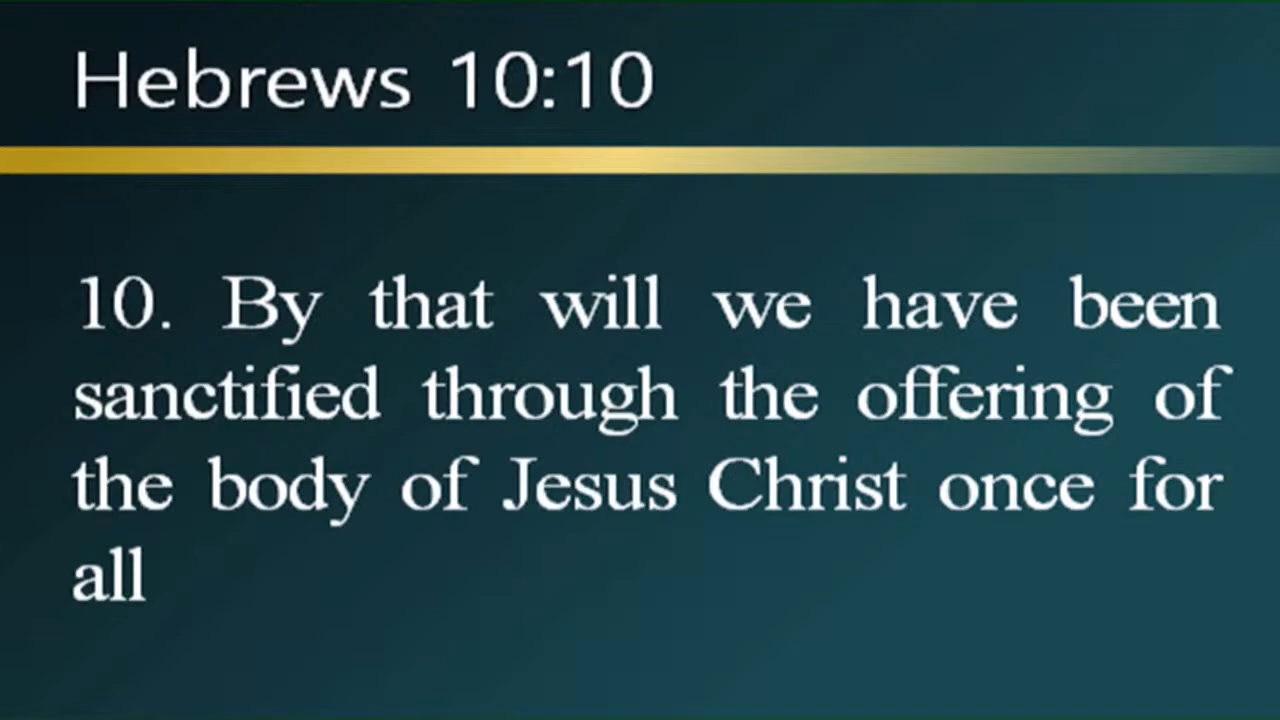 Hebrews 10:10
10. By that will we have been
sanctified through the offering of
the body of Jesus Christ once for
all